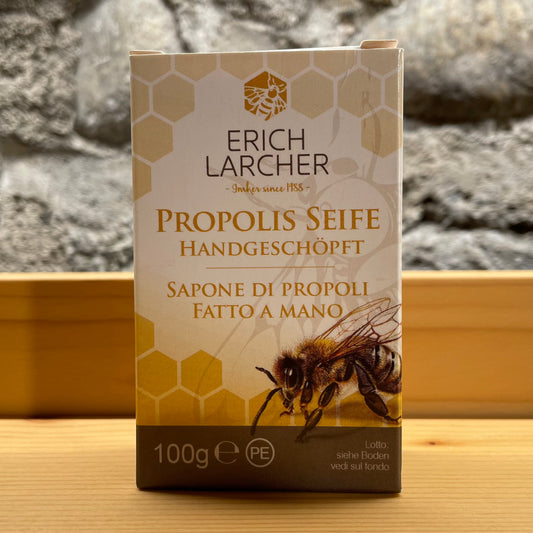 ERICH
LARCHER
- Imker since 1988 -
PROPOLIS SEIFE
HANDGESCHÖPFT
SAPONE DI PROPOLI
FATTO A MANO
100g ℮ PE
Lotto:
siehe Boden
vedi sul fondo